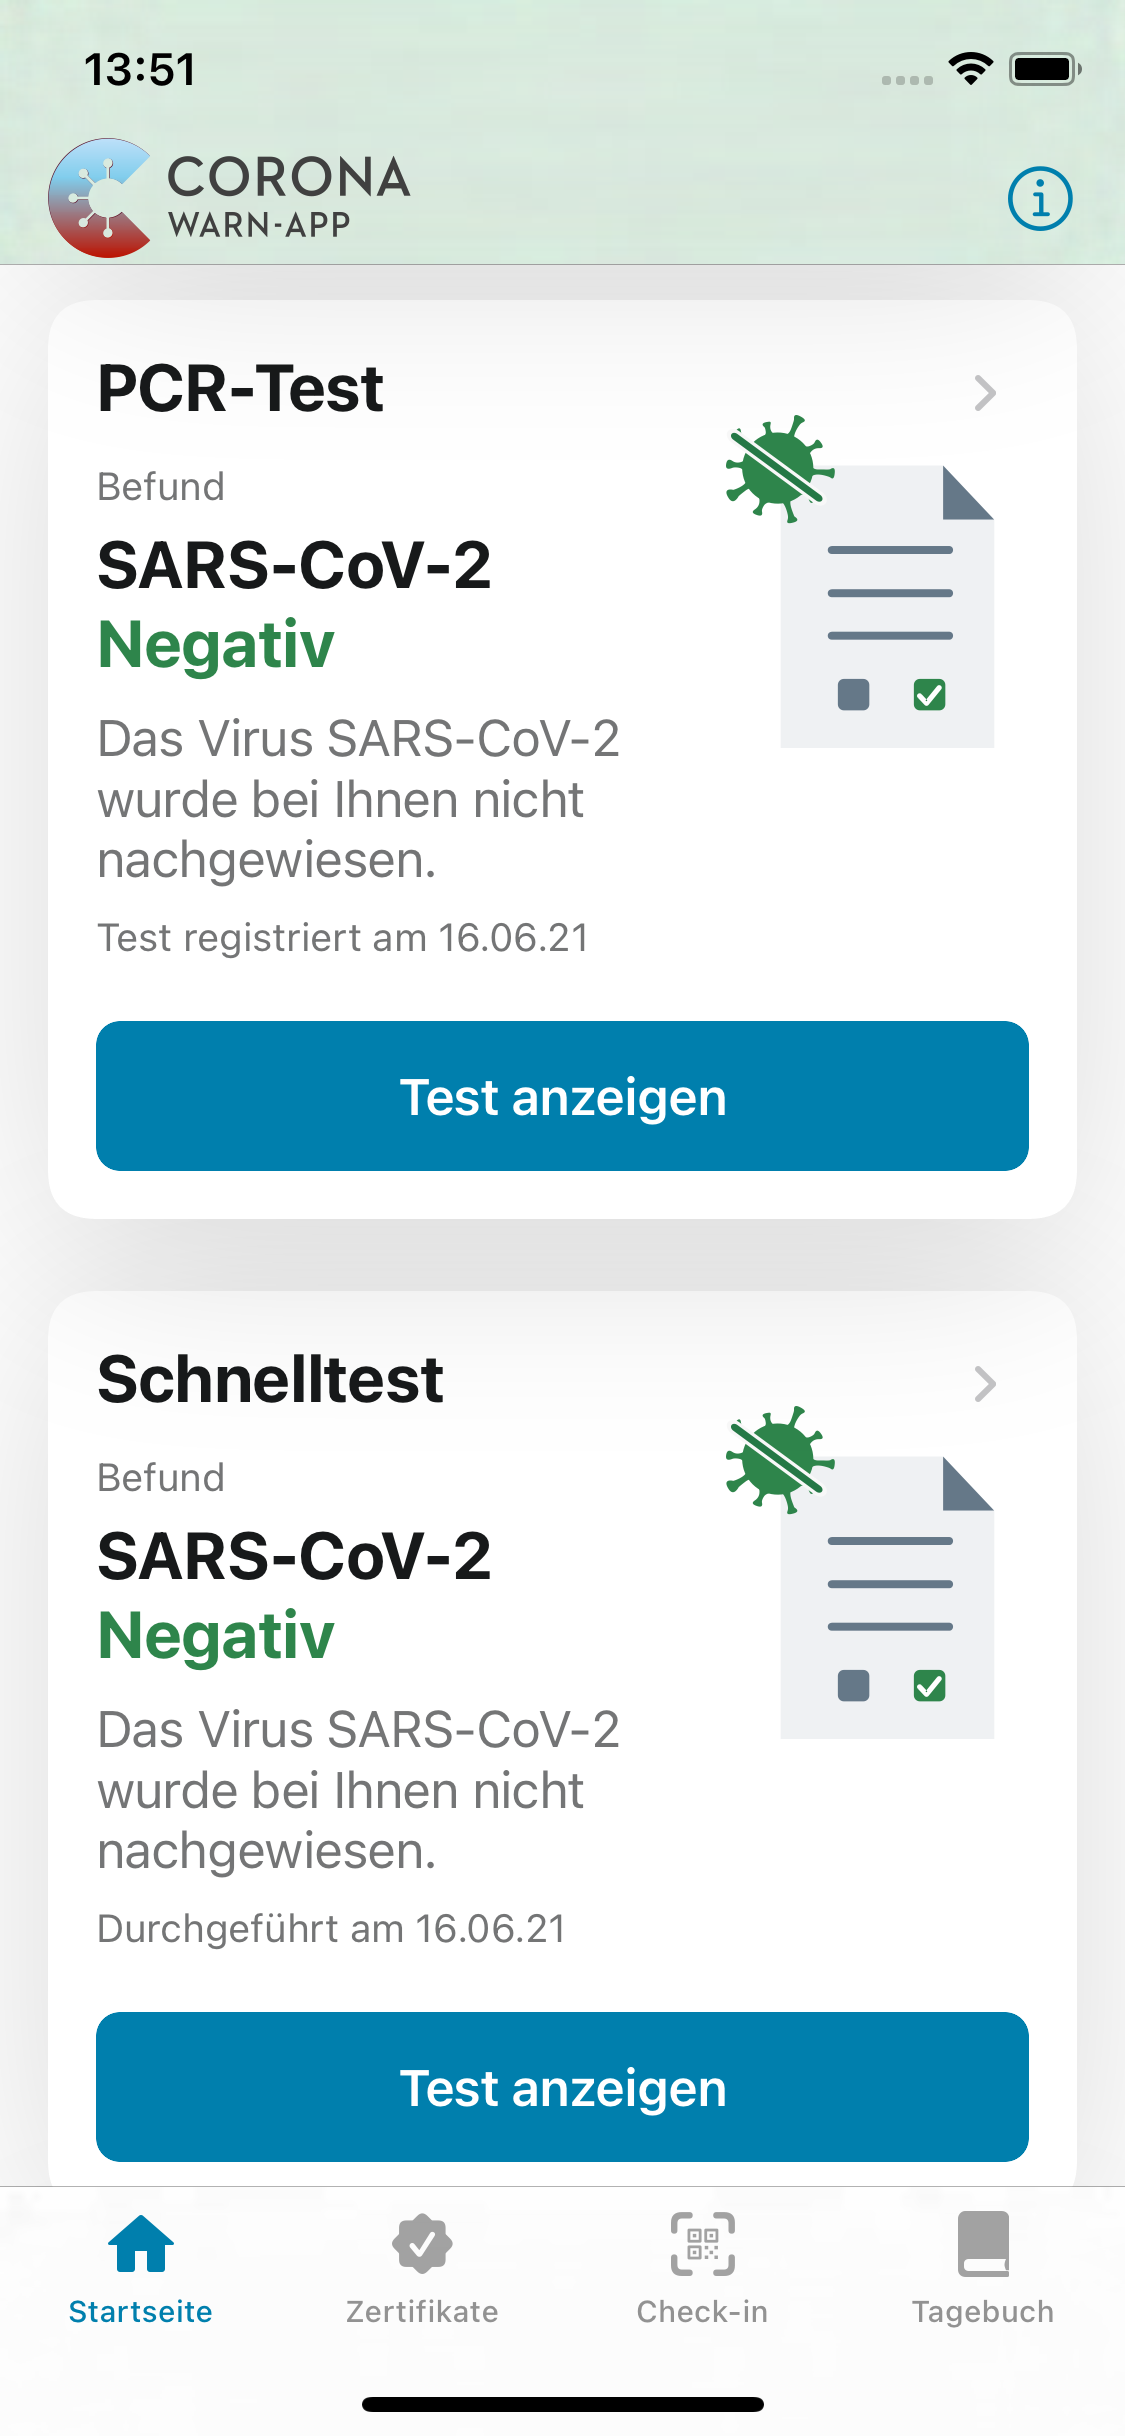 13:51
CORONA
WARN-APP
PCR-Test
Befund
SARS-CoV-2
Negativ
Das Virus SARS-CoV-2
wurde bei Ihnen nicht
nachgewiesen.
Test registriert am 16.06.21
Test anzeigen
Schnelltest
Befund
SARS-CoV-2
Negativ
Das Virus SARS-CoV-2
wurde bei Ihnen nicht
nachgewiesen.
Durchgeführt am 16.06.21
Test anzeigen
Startseite
Zertifikate
Check-in
Tagebuch